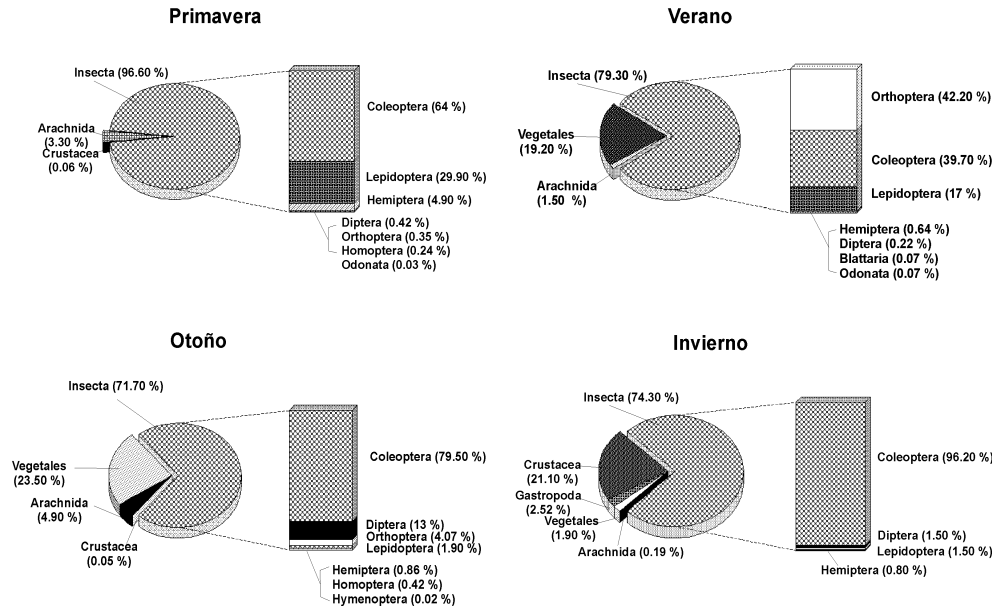 Primavera
Insecta (96.60 %)
Arachnida
(3.30 %)
Crustacea
(0.06 %)
Coleoptera (64 %)
Lepidoptera (29.90 %)
Hemiptera (4.90 %)
Diptera (0.42 %)
Orthoptera (0.35 %)
Homoptera (0.24 %)
Odonata (0.03 %)
Verano
Insecta (79.30 %)
Vegetales
(19.20 %)
Arachnida
(1.50 %)
Orthoptera (42.20 %)
Coleoptera (39.70 %)
Lepidoptera (17 %)
Hemiptera (0.64 %)
Diptera (0.22 %)
Blattaria (0.07 %)
Odonata (0.07 %)
Otoño
Insecta (71.70 %)
Vegetales
(23.50 %)
Arachnida
(4.90 %)
Crustacea
(0.05 %)
Coleoptera (79.50 %)
Diptera (13 %)
Orthoptera (4.07 %)
Lepidoptera (1.90 %)
Hemiptera (0.86 %)
Homoptera (0.42 %)
Hymenoptera (0.02 %)
Invierno
Insecta (74.30 %)
Crustacea
(21.10 %)
Gastropoda
(2.52 %)
Vegetales
(1.90 %)
Arachnida (0.19 %)
Coleoptera (96.20 %)
Diptera (1.50 %)
Lepidoptera (1.50 %)
Hemiptera (0.80 %)